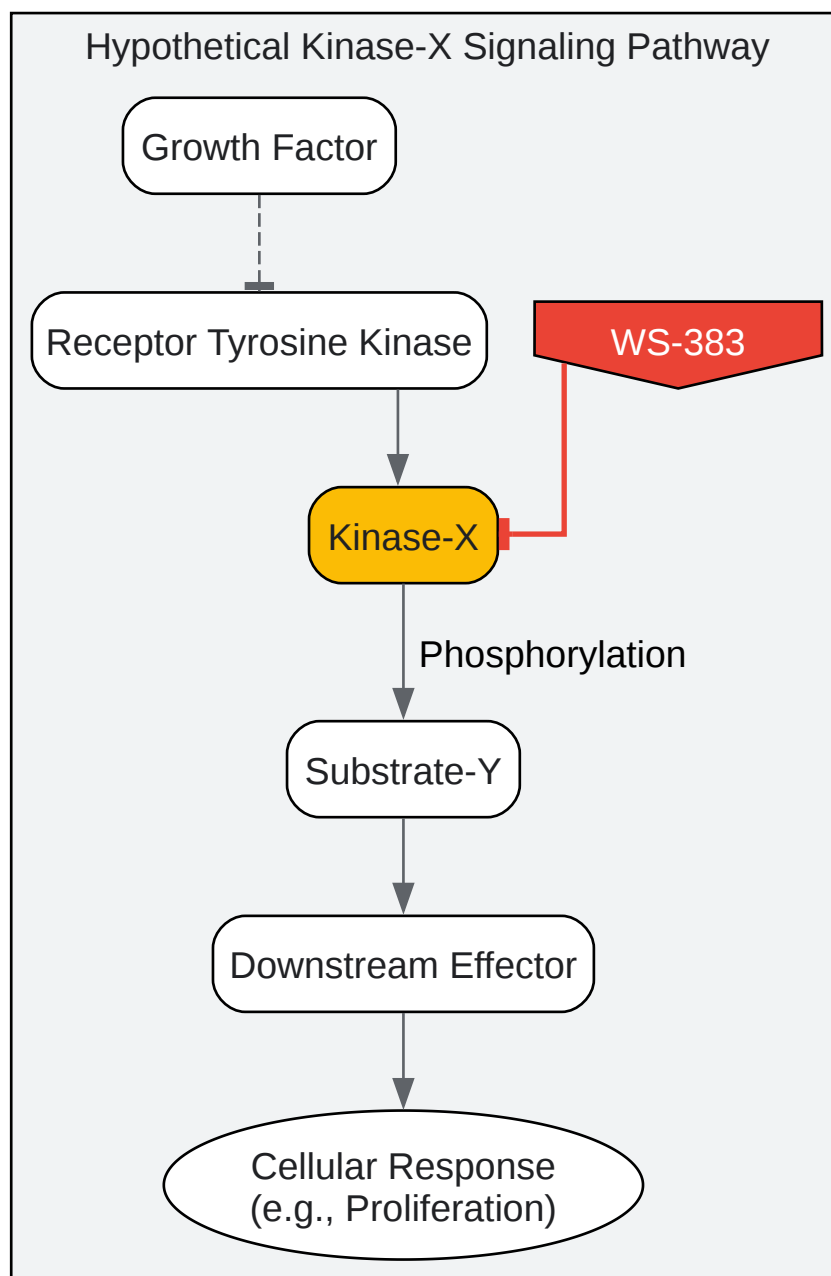 Hypothetical Kinase-X Signaling Pathway
Growth Factor
Receptor Tyrosine Kinase
WS-383
Kinase-X
Phosphorylation
Substrate-Y
Downstream Effector
Cellular Response
(e.g., Proliferation)